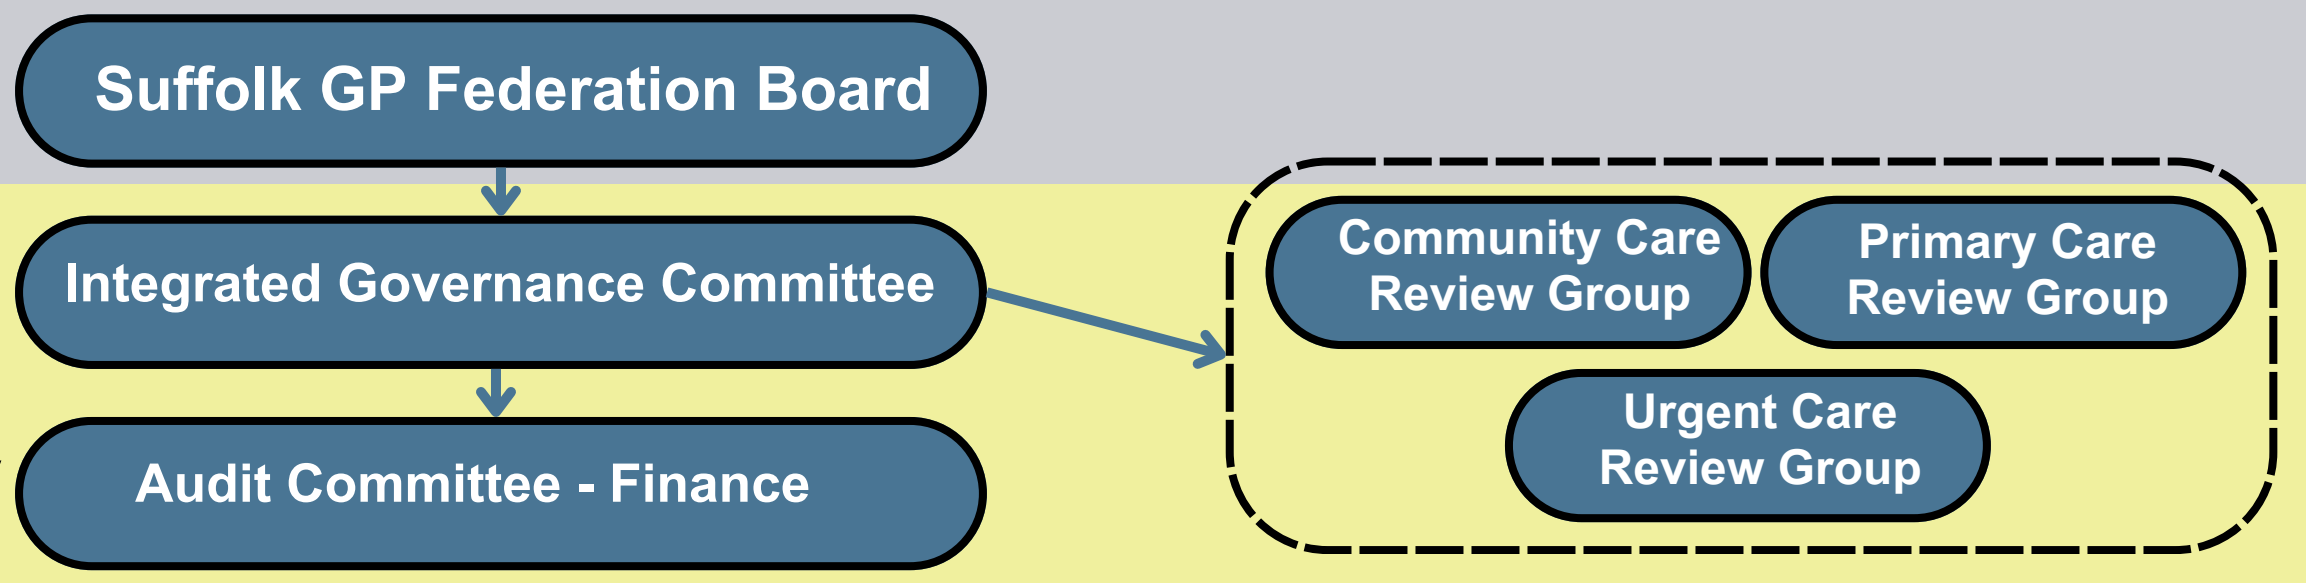 Suffolk GP Federation Board
Integrated Governance Committee
Audit Committee - Finance
Community Care
Review Group
Primary Care
Review Group
Urgent Care
Review Group